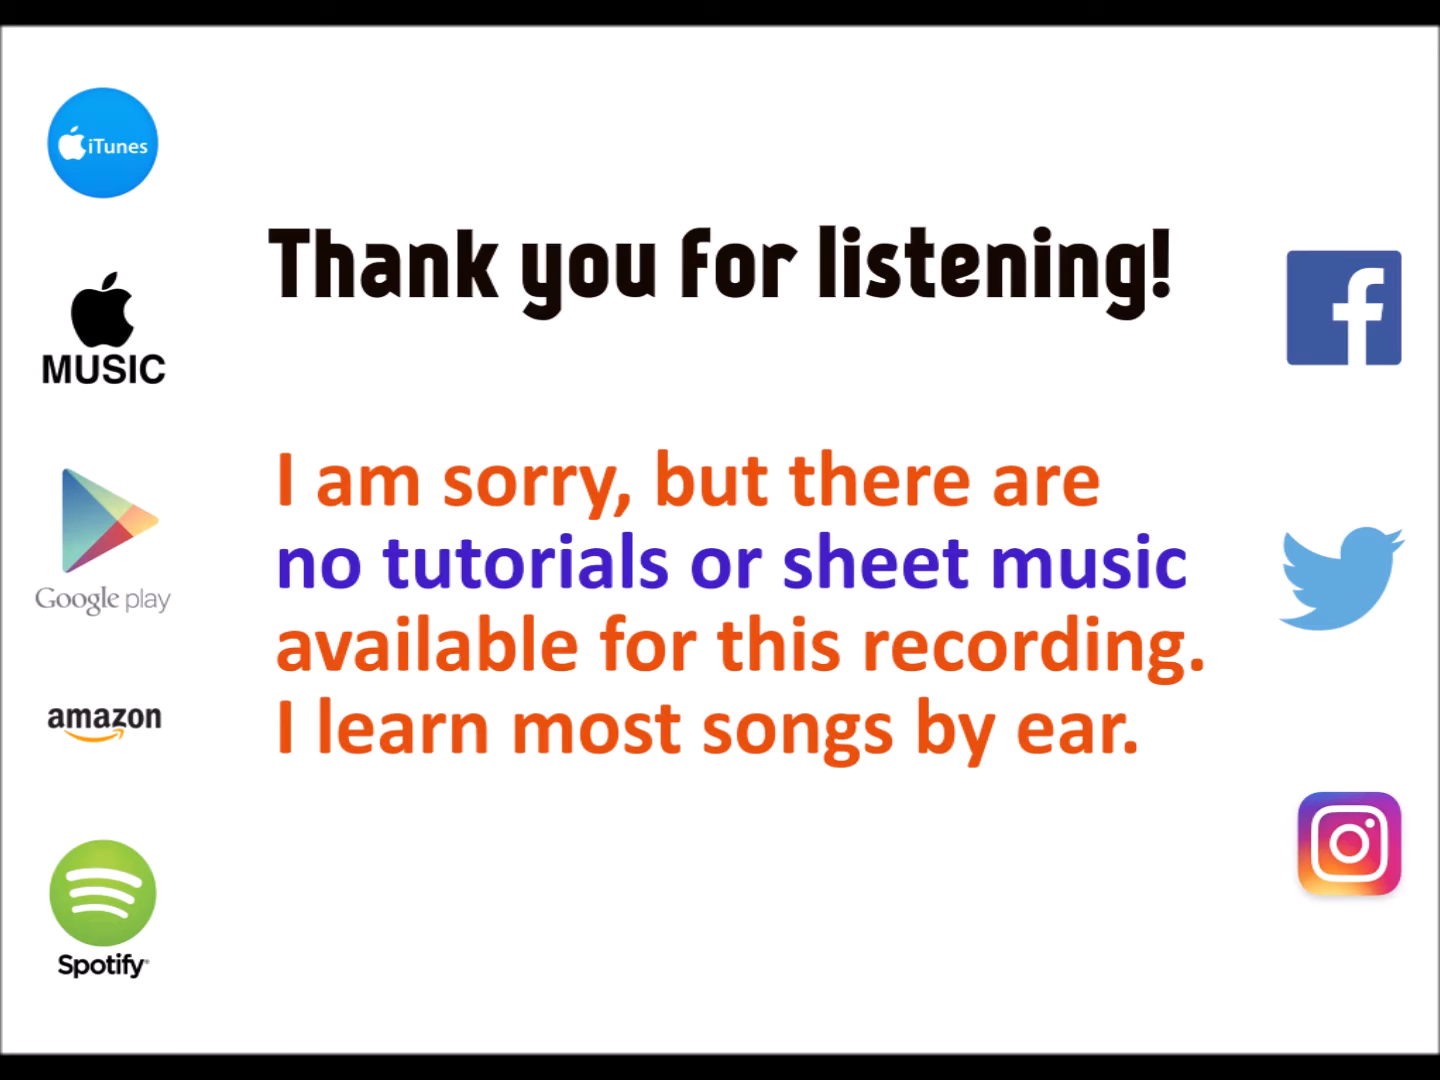 iTunes
MUSIC
Google play
amazon
Spotify
Thank you for listening!
I am sorry, but there are
no tutorials or sheet music
available for this recording.
I learn most songs by ear.